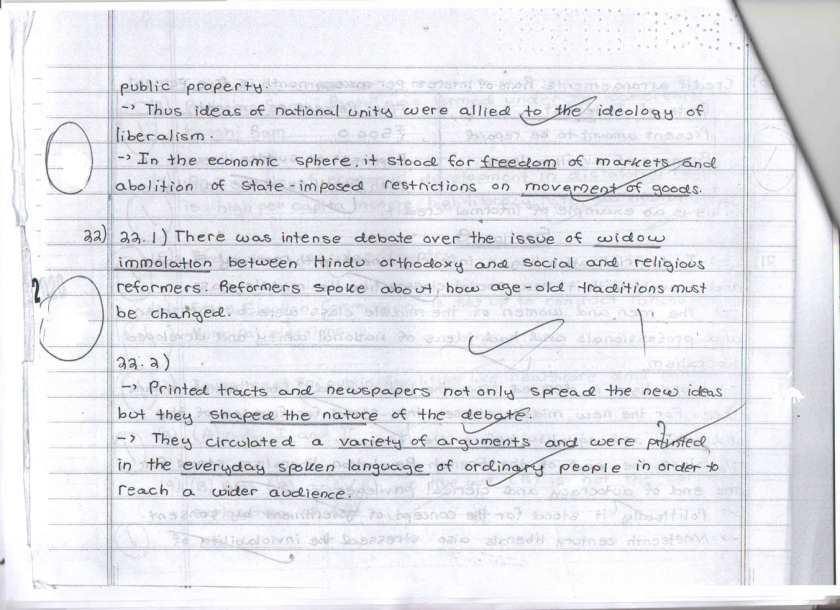 public property.
-> Thus ideas of national unity were allied to the ideology of
liberalism.
-> In the economic sphere, it stood for freedom of markets and
abolition of state-imposed restrictions on movement of goods.
22) 22.1) There was intense debate over the issue of widow
immolation between Hindu orthodoxy and social and religious
reformers. Reformers spoke about how age-old traditions must
be changed.
2
22.2)
-> Printed tracts and newspapers not only spread the new ideas
but they shaped the nature of the debate.
-> They circulated a variety of arguments and were printed
in the everyday spoken language of ordinary people in order to
reach a wider audience.